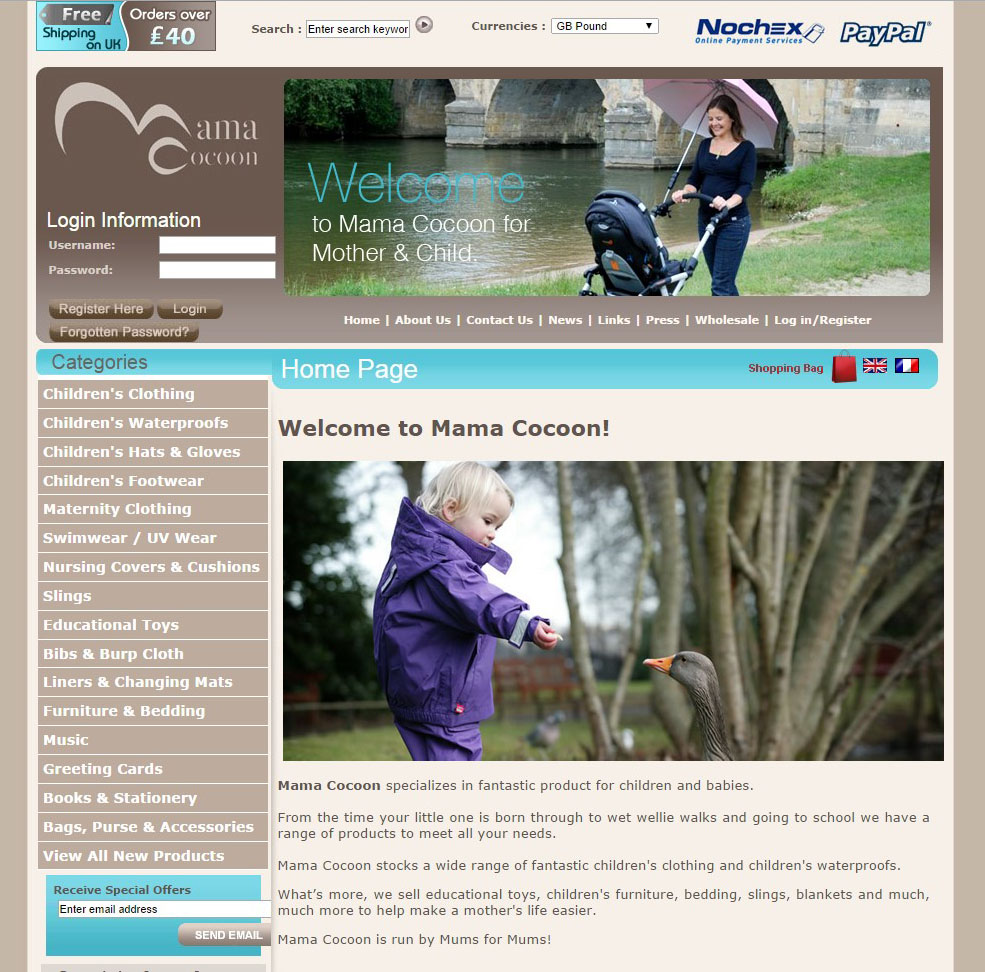 Free
Shipping
on UK
Orders over
£40
Search :
Enter search keywor
Currencies :
GB Pound
NOCHEX
Online Payment Services
PayPal
Mama
Cocoon
Login Information
Username:
Password:
Register Here
Login
Forgotten Password?
Welcome
to Mama Cocoon for
Mother & Child.
Home | About Us | Contact Us | News | Links | Press | Wholesale | Log in/Register
Categories
Home Page
Shopping Bag
Children's Clothing
Children's Waterproofs
Children's Hats & Gloves
Children's Footwear
Maternity Clothing
Swimwear / UV Wear
Nursing Covers & Cushions
Slings
Educational Toys
Bibs & Burp Cloth
Liners & Changing Mats
Furniture & Bedding
Music
Greeting Cards
Books & Stationery
Bags, Purse & Accessories
View All New Products
Receive Special Offers
Enter email address
SEND EMAIL
Welcome to Mama Cocoon!
Mama Cocoon specializes in fantastic product for children and babies.
From the time your little one is born through to wet wellie walks and going to school we have a
range of products to meet all your needs.
Mama Cocoon stocks a wide range of fantastic children's clothing and children's waterproofs.
What’s more, we sell educational toys, children's furniture, bedding, slings, blankets and much,
much more to help make a mother's life easier.
Mama Cocoon is run by Mums for Mums!